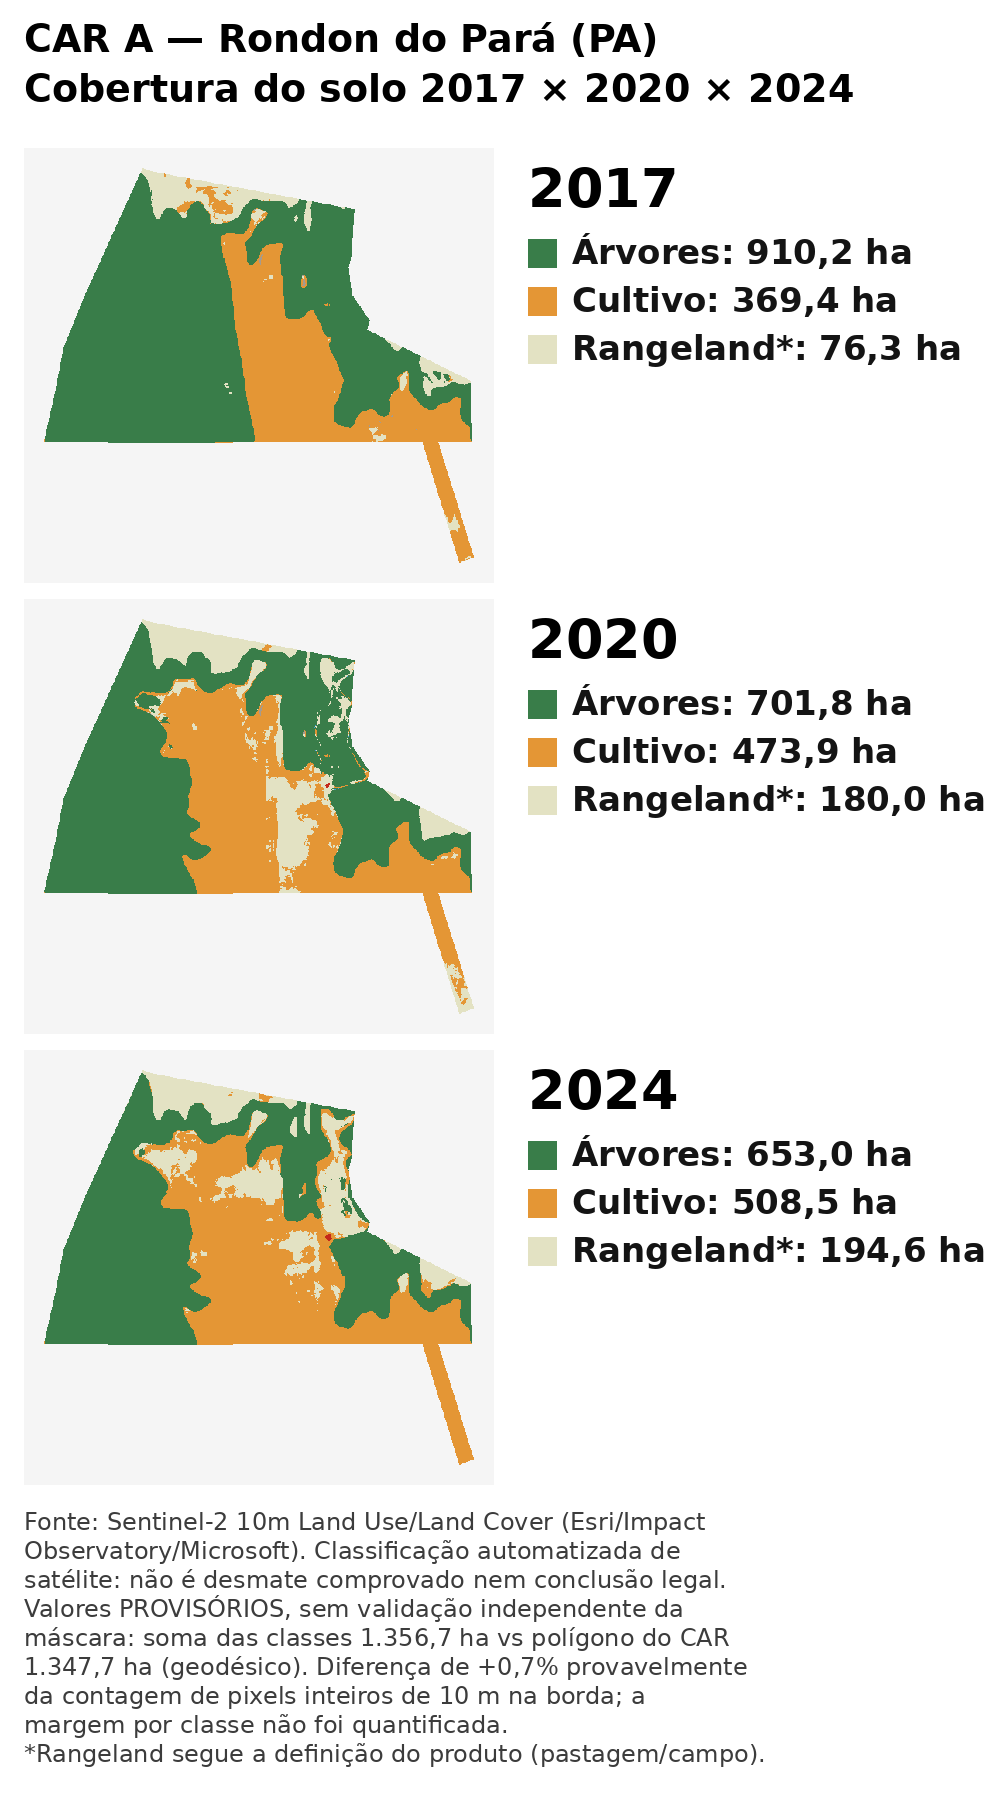 CAR A — Rondon do Pará (PA)
Cobertura do solo 2017 × 2020 × 2024
2017
Árvores: 910,2 ha
Cultivo: 369,4 ha
Rangeland*: 76,3 ha
2020
Árvores: 701,8 ha
Cultivo: 473,9 ha
Rangeland*: 180,0 ha
2024
Árvores: 653,0 ha
Cultivo: 508,5 ha
Rangeland*: 194,6 ha
Fonte: Sentinel-2 10m Land Use/Land Cover (Esri/Impact
Observatory/Microsoft). Classificação automatizada de
satélite: não é desmate comprovado nem conclusão legal.
Valores PROVISÓRIOS, sem validação independente da
máscara: soma das classes 1.356,7 ha vs polígono do CAR
1.347,7 ha (geodésico). Diferença de +0,7% provavelmente
da contagem de pixels inteiros de 10 m na borda; a
margem por classe não foi quantificada.
*Rangeland segue a definição do produto (pastagem/campo).